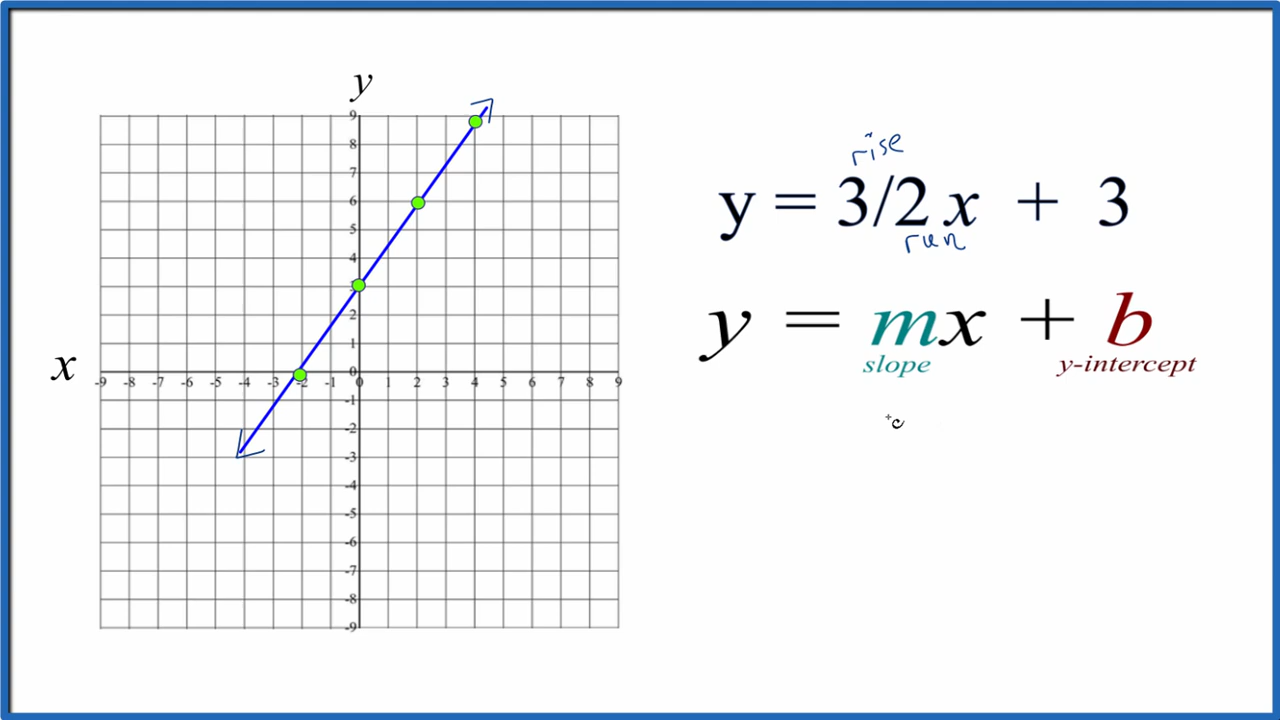 y
9
8
7
6
5
4
3
2
1
x
-9 -8 -7 -6 -5 -4 -3 -2 -1 0 0 1 2 3 4 5 6 7 8 9
-1
-2
-3
-4
-5
-6
-7
-8
-9
rise
y = 3/2 x + 3
run
y = mx + b
slope y-intercept